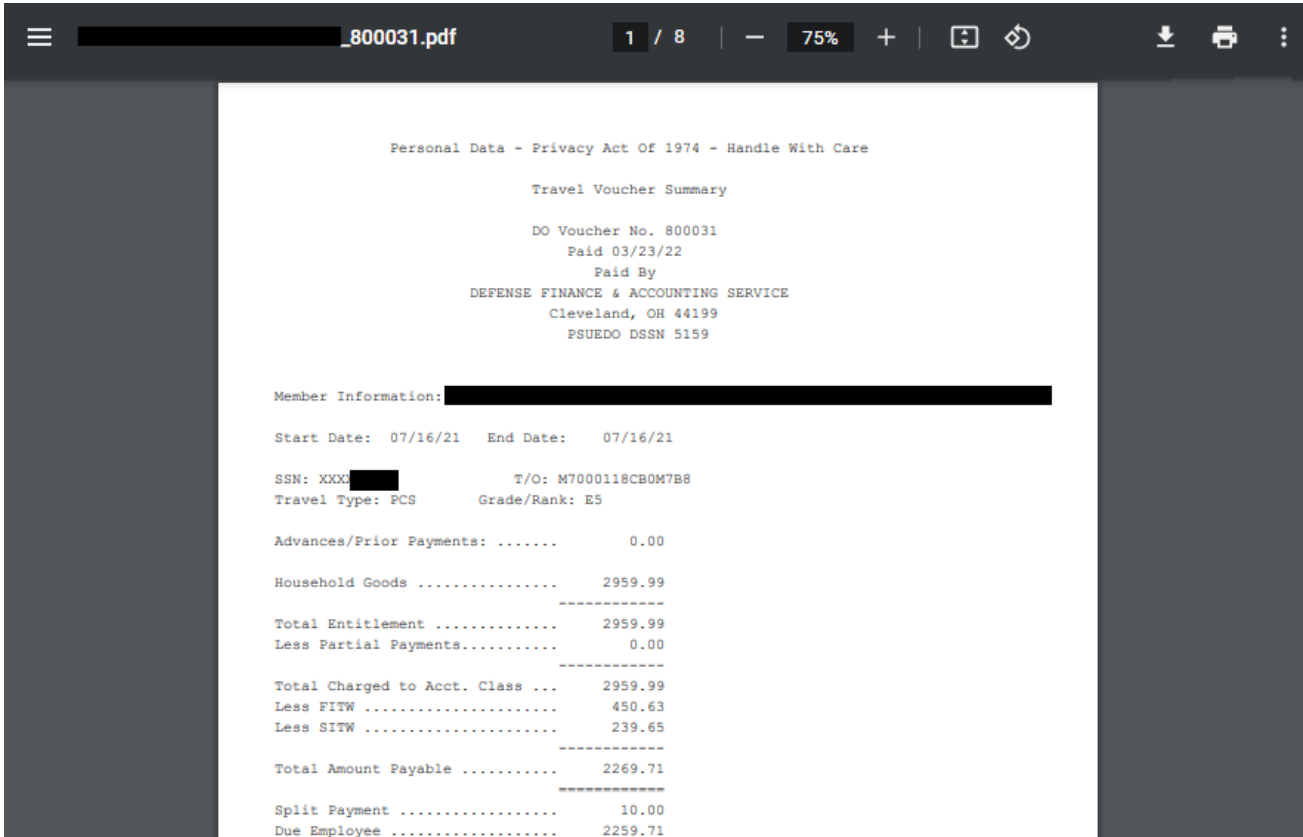 _800031.pdf 1 / 8 75%
Personal Data - Privacy Act Of 1974 - Handle With Care
Travel Voucher Summary
DO Voucher No. 800031
Paid 03/23/22
Paid By
DEFENSE FINANCE & ACCOUNTING SERVICE
Cleveland, OH 44199
PSUEDO DSSN 5159
Member Information:
Start Date: 07/16/21 End Date: 07/16/21
SSN: XXXX T/O: M7000118CB0M7B8
Travel Type: PCS Grade/Rank: E5
Advances/Prior Payments: ....... 0.00
Household Goods ................ 2959.99
------------
Total Entitlement .............. 2959.99
Less Partial Payments........... 0.00
------------
Total Charged to Acct. Class ... 2959.99
Less FITW ...................... 450.63
Less SITW ...................... 239.65
------------
Total Amount Payable ........... 2269.71
============
Split Payment .................. 10.00
Due Employee ................... 2259.71